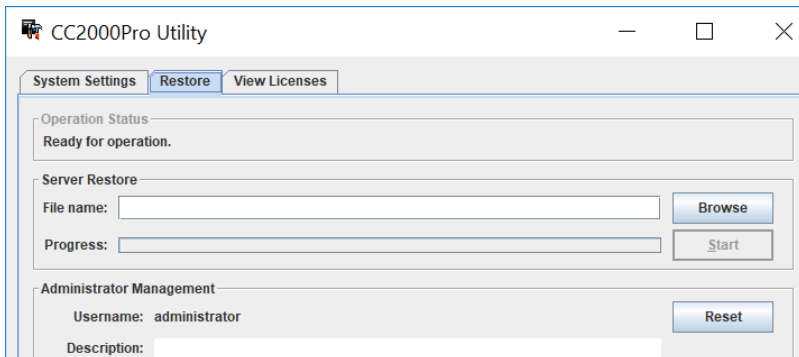 CC2000Pro Utility
System Settings Restore View Licenses
Operation Status
Ready for operation.
Server Restore
File name: Browse
Progress: Start
Administrator Management
Username: administrator Reset
Description: